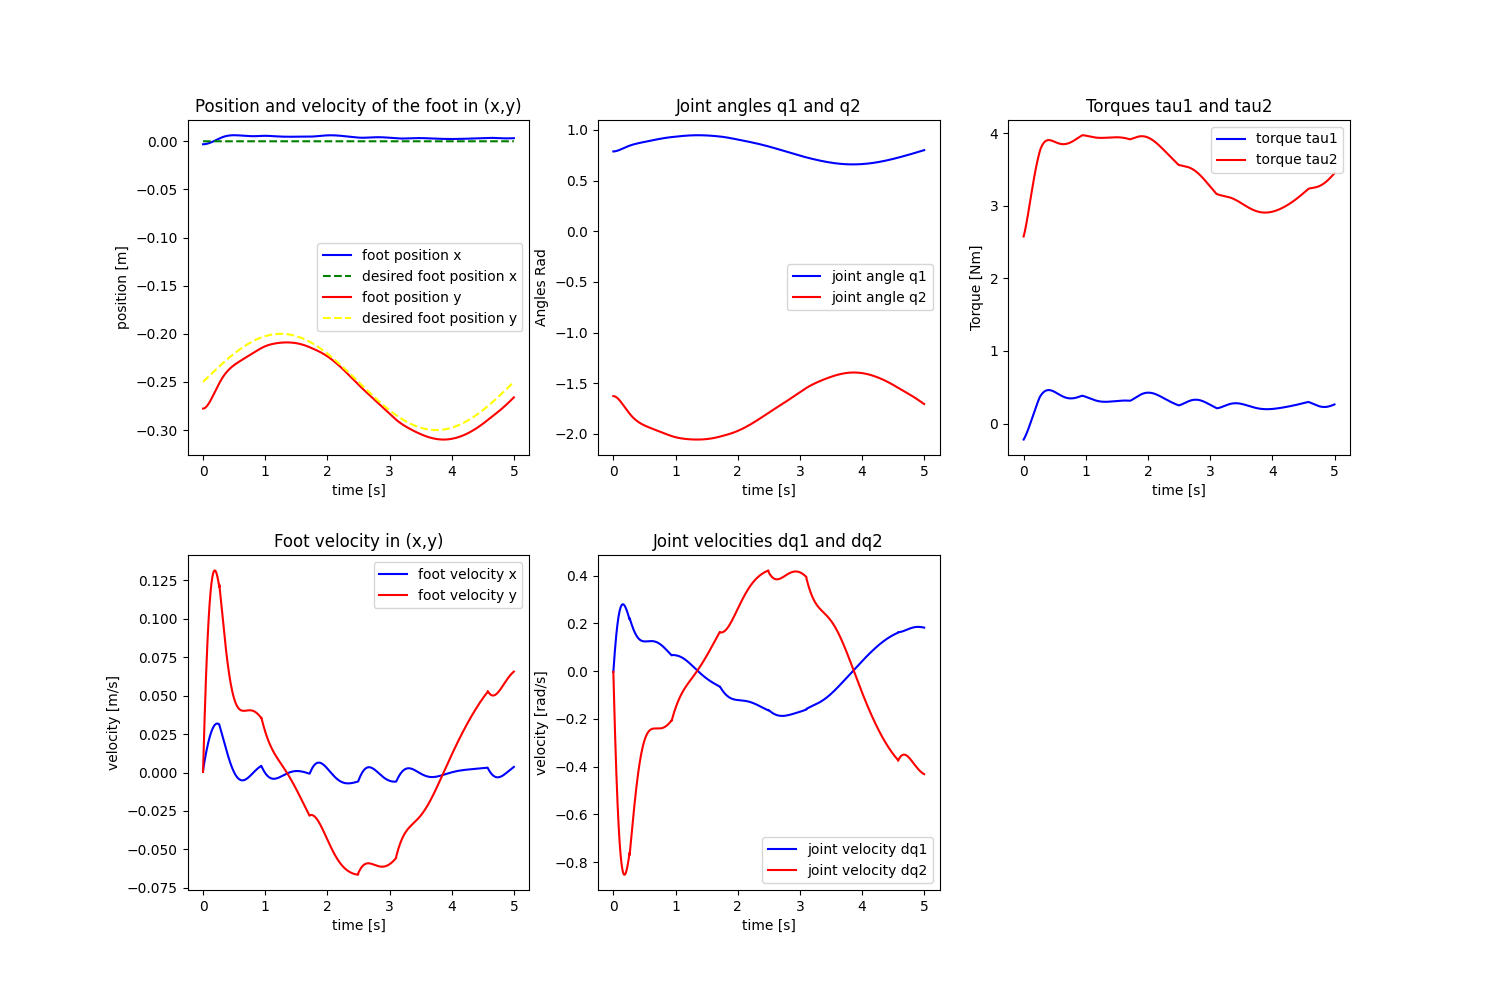 Position and velocity of the foot in (x,y)
position [m]
0.00
−0.05
−0.10
−0.15
−0.20
−0.25
−0.30
foot position x
desired foot position x
foot position y
desired foot position y
0 1 2 3 4 5
time [s]
Joint angles q1 and q2
Angles Rad
1.0
0.5
0.0
−0.5
−1.0
−1.5
−2.0
joint angle q1
joint angle q2
0 1 2 3 4 5
time [s]
Torques tau1 and tau2
Torque [Nm]
4
3
2
1
0
torque tau1
torque tau2
0 1 2 3 4 5
time [s]
Foot velocity in (x,y)
velocity [m/s]
0.125
0.100
0.075
0.050
0.025
0.000
−0.025
−0.050
−0.075
foot velocity x
foot velocity y
0 1 2 3 4 5
time [s]
Joint velocities dq1 and dq2
velocity [rad/s]
0.4
0.2
0.0
−0.2
−0.4
−0.6
−0.8
joint velocity dq1
joint velocity dq2
0 1 2 3 4 5
time [s]